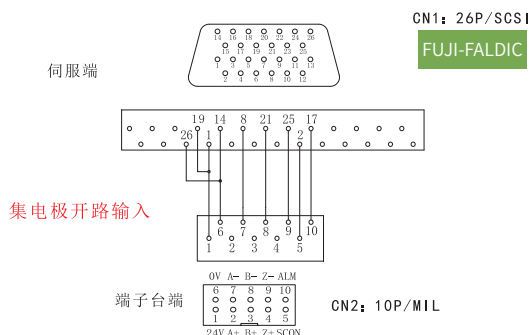 CN1: 26P/SCSI
FUJI-FALDIC
14 16 18 20 22 24 26
15 17 19 21 23 25
1 3 5 7 9 11 13
2 4 6 8 10 12
伺服端
19 14 8 21 25 17
26 1 2
集电极开路输入
6 7 8 9 10
1 2 3 4 5
0V A- B- Z- ALM
6 7 8 9 10
端子台端
CN2: 10P/MIL
1 2 3 4 5
24V A+ B+ Z+ SCON